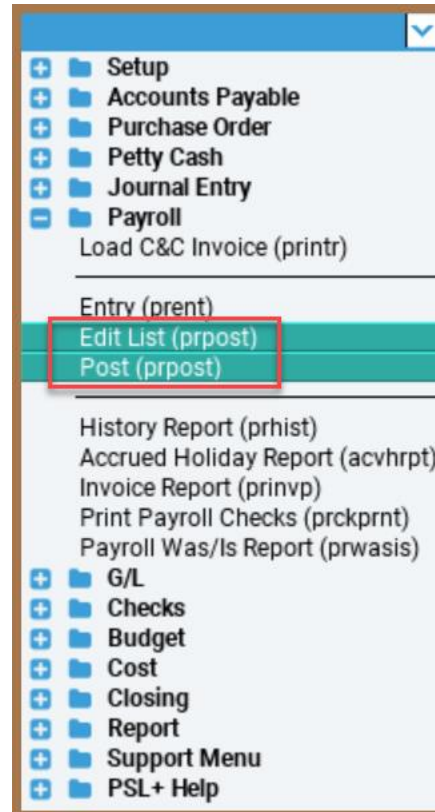 Setup
Accounts Payable
Purchase Order
Petty Cash
Journal Entry
Payroll
Load C&C Invoice (printr)
Entry (prent)
Edit List (prpost)
Post (prpost)
History Report (prhist)
Accrued Holiday Report (acvhrpt)
Invoice Report (prinvp)
Print Payroll Checks (prckprnt)
Payroll Was/Is Report (prwasis)
G/L
Checks
Budget
Cost
Closing
Report
Support Menu
PSL+ Help